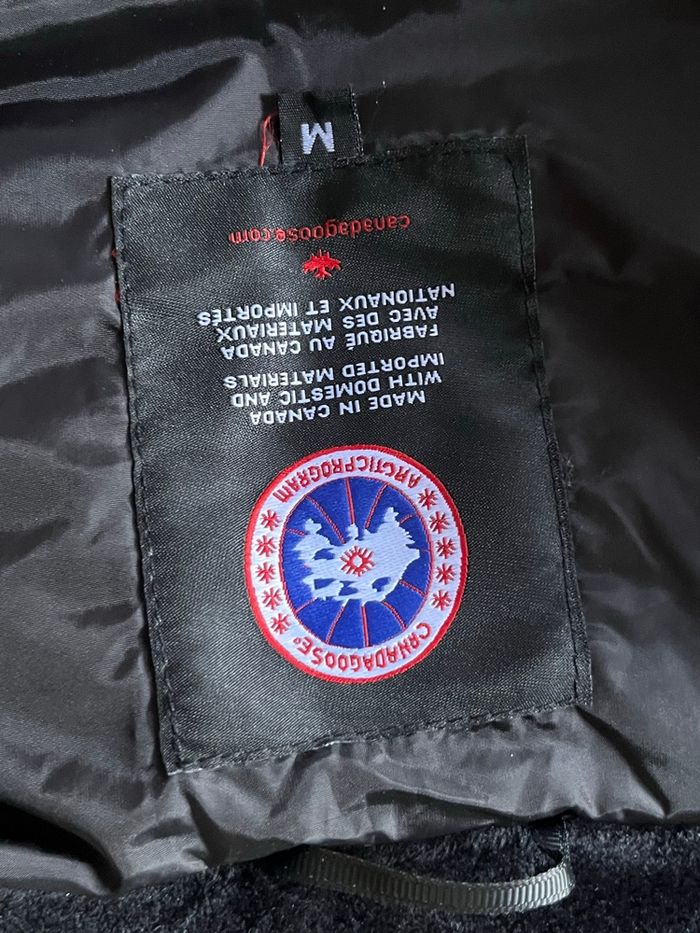 ARCTIC PROGRAM
CANADA GOOSE®
MADE IN CANADA
WITH DOMESTIC AND
IMPORTED MATERIALS
FABRIQUÉ AU CANADA
AVEC DES MATERIAUX
NATIONAUX ET IMPORTÉS
canadagoose.com
M